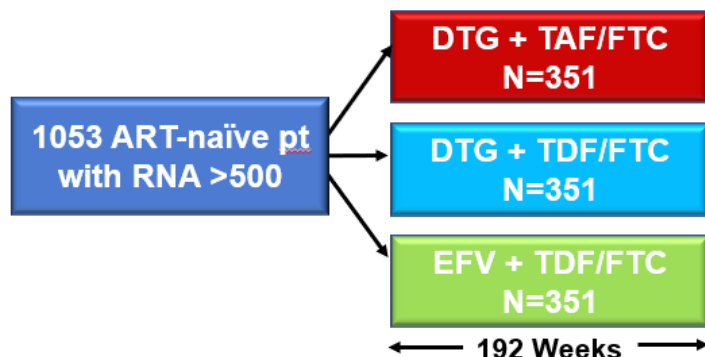 1053 ART-naïve pt
with RNA >500
DTG + TAF/FTC
N=351
DTG + TDF/FTC
N=351
EFV + TDF/FTC
N=351
192 Weeks